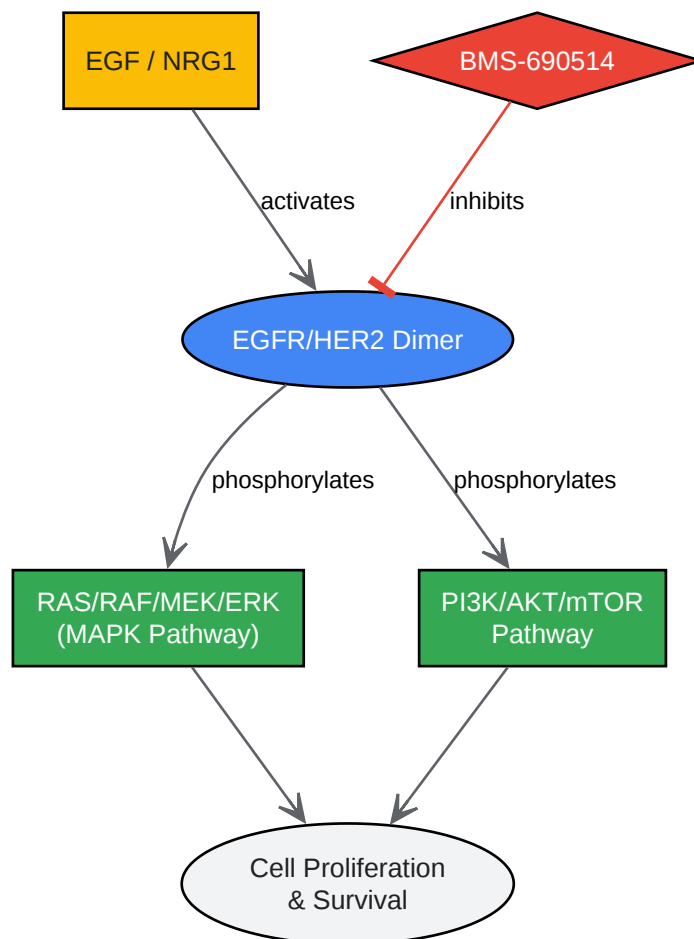 EGF / NRG1
BMS-690514
activates
inhibits
EGFR/HER2 Dimer
phosphorylates
phosphorylates
RAS/RAF/MEK/ERK
(MAPK Pathway)
PI3K/AKT/mTOR
Pathway
Cell Proliferation
& Survival